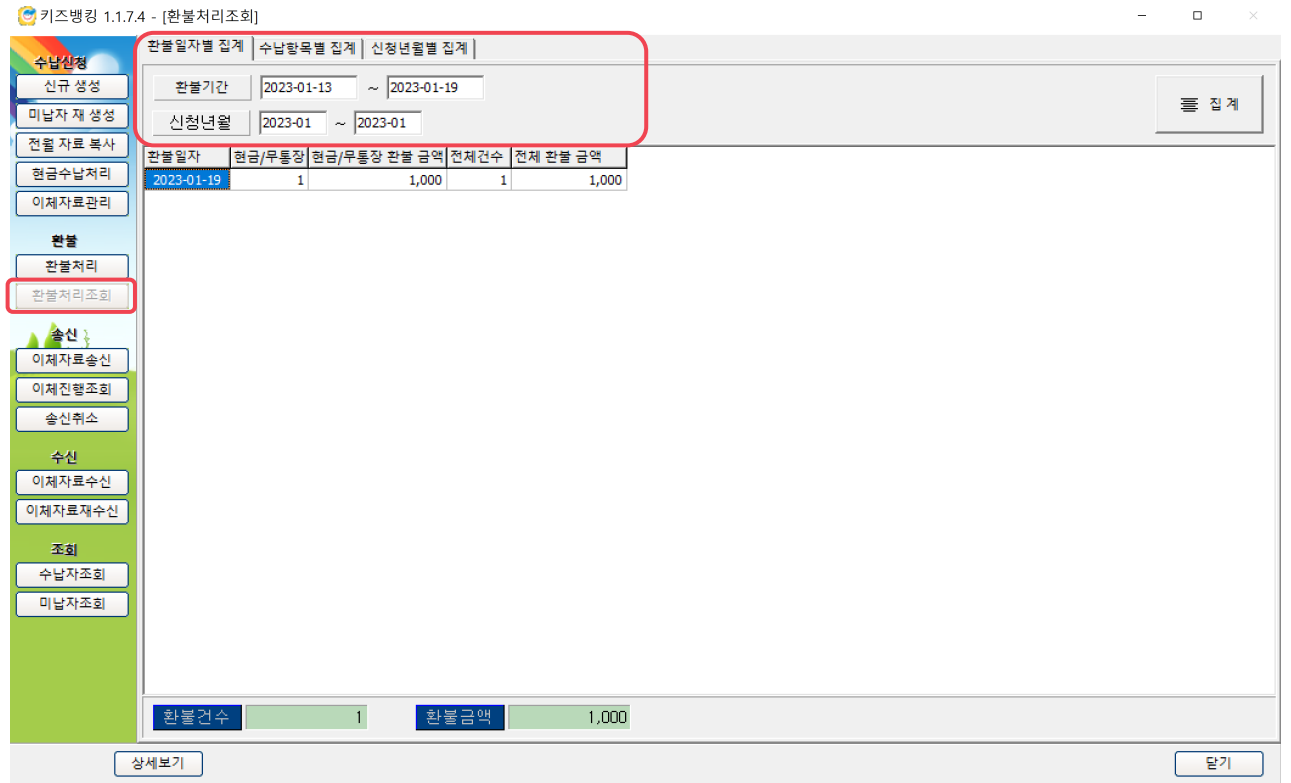 키즈뱅킹 1.1.7.4 - [환불처리조회]
수납신청
신규 생성
미납자 재 생성
전월 자료 복사
현금수납처리
이체자료관리
환불
환불처리
환불처리조회
송신
이체자료송신
이체진행조회
송신취소
수신
이체자료수신
이체자료재수신
조회
수납자조회
미납자조회
환불일자별 집계 수납항목별 집계 신청년월별 집계
환불기간 2023-01-13 ~ 2023-01-19
신청년월 2023-01 ~ 2023-01
집 계
환불일자 현금/무통장 현금/무통장 환불 금액 전체건수 전체 환불 금액
2023-01-19 1 1,000 1 1,000
환불건수 1 환불금액 1,000
상세보기 닫기